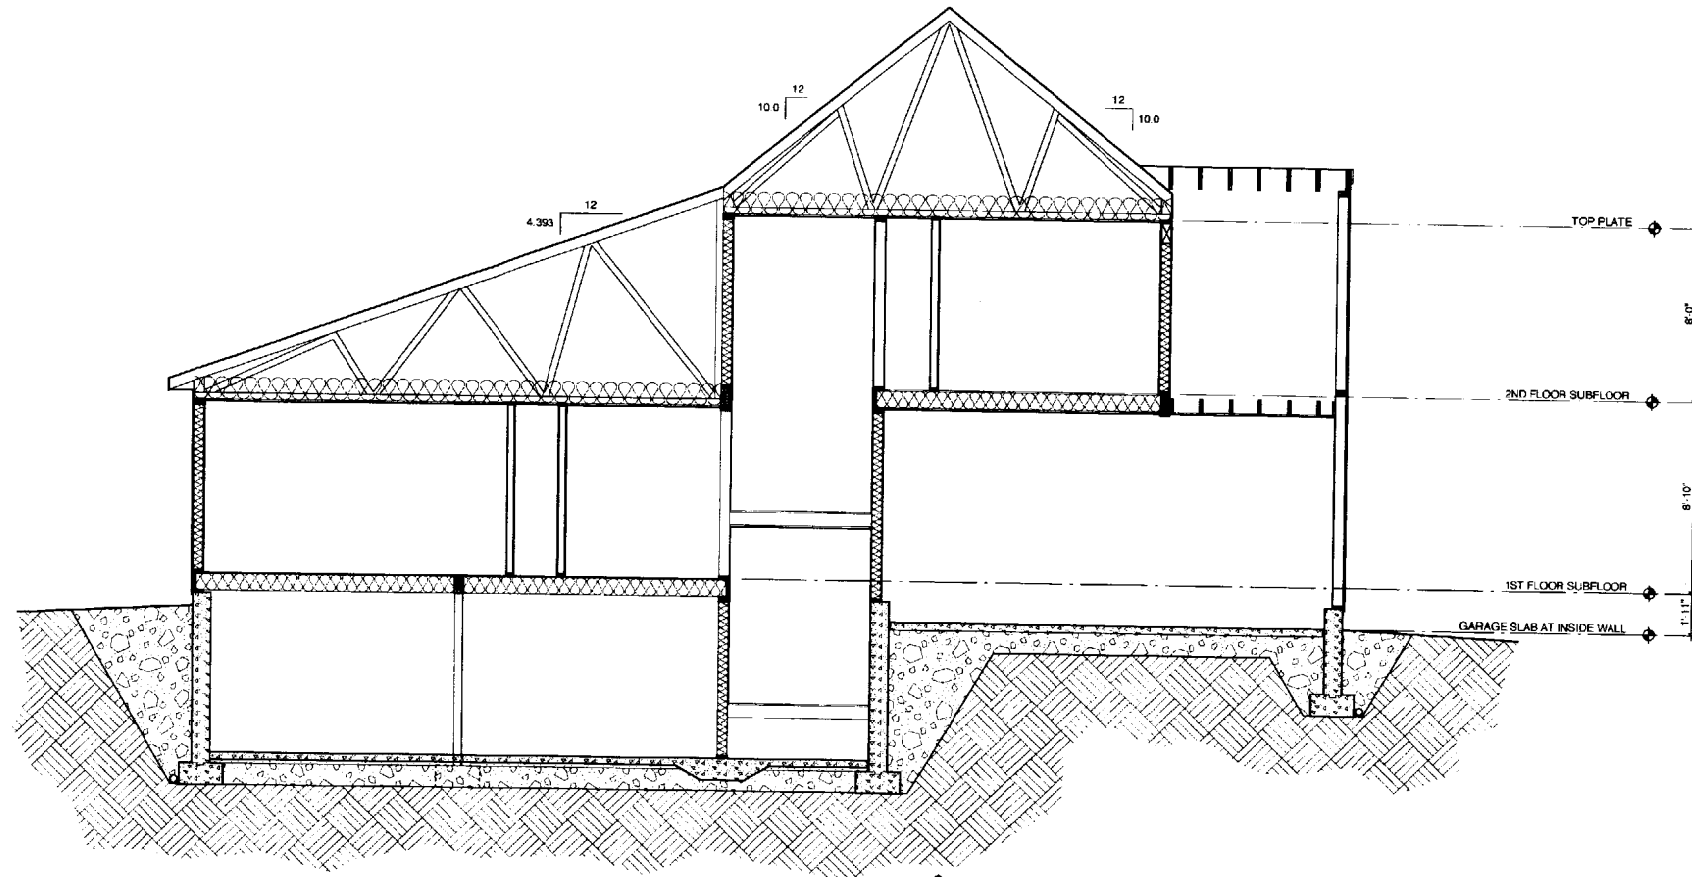 12
10.0
12
10.0
12
4.393
TOP PLATE
8'-0"
2ND FLOOR SUBFLOOR
8'-10"
1ST FLOOR SUBFLOOR
1'-11"
GARAGE SLAB AT INSIDE WALL